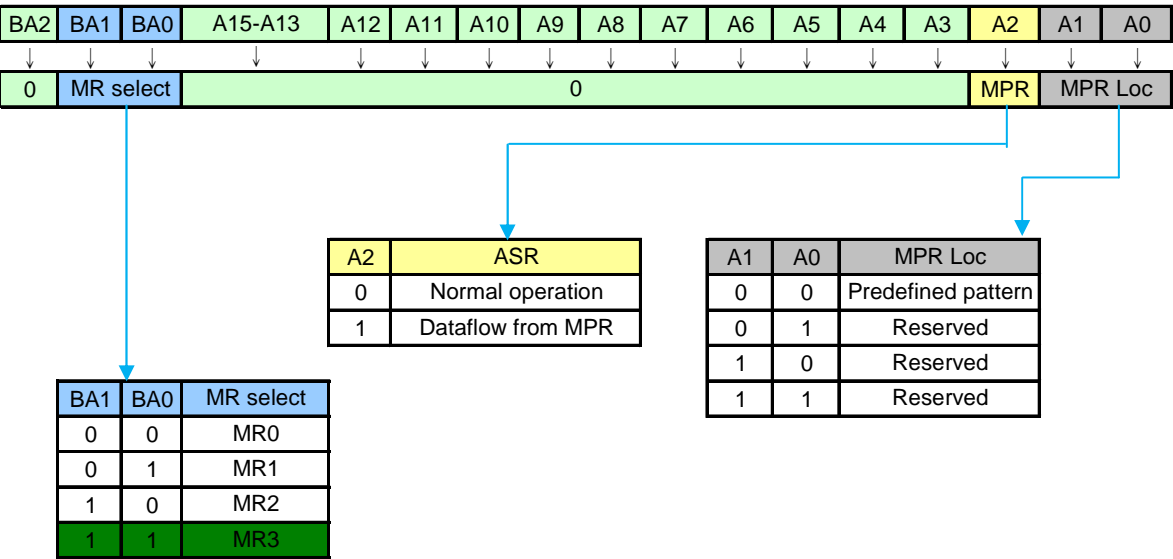 BA2 BA1 BA0 A15-A13 A12 A11 A10 A9 A8 A7 A6 A5 A4 A3 A2 A1 A0
0 MR select 0 MPR MPR Loc
A2 ASR
0 Normal operation
1 Dataflow from MPR
A1 A0 MPR Loc
0 0 Predefined pattern
0 1 Reserved
1 0 Reserved
1 1 Reserved
BA1 BA0 MR select
0 0 MR0
0 1 MR1
1 0 MR2
1 1 MR3